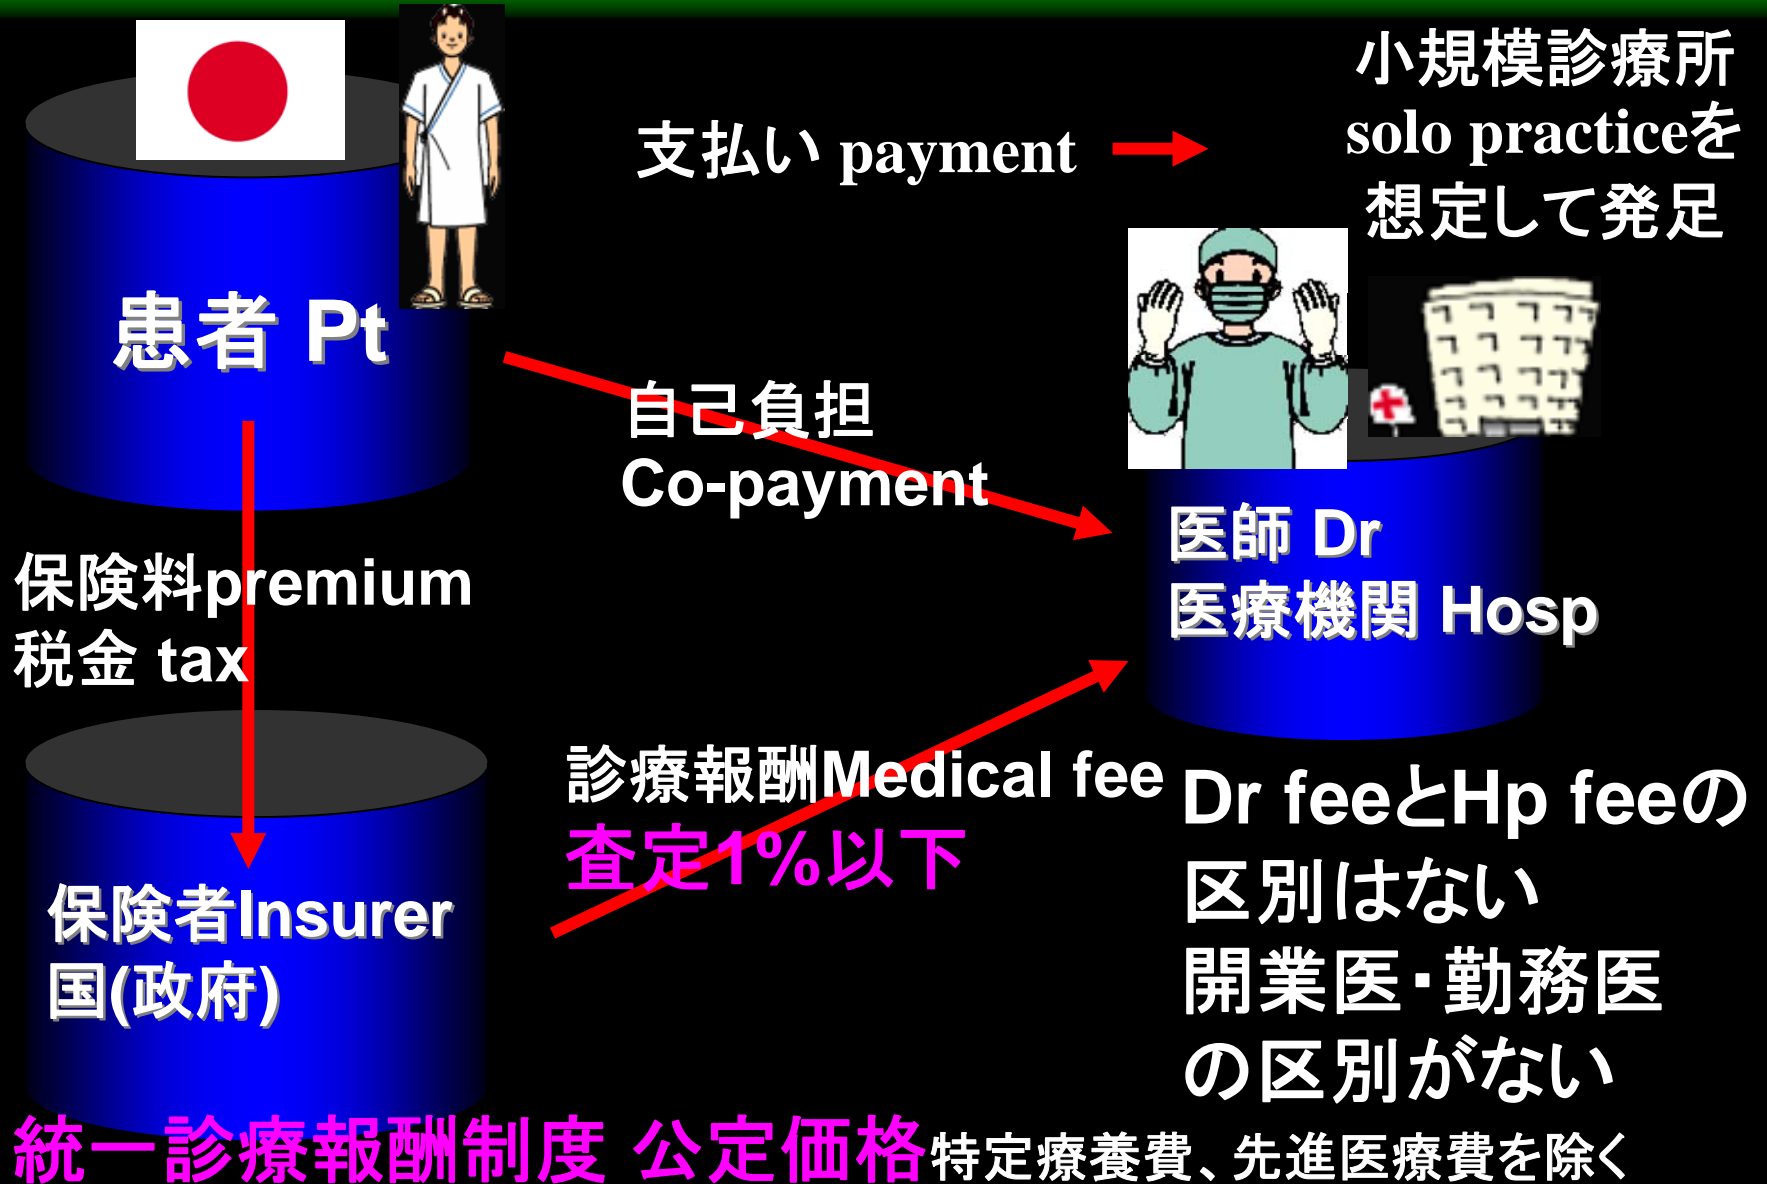 小規模診療所
solo practiceを
想定して発足
支払い payment
患者 Pt
自己負担
Co-payment
医師 Dr
医療機関 Hosp
保険料premium
税金 tax
診療報酬Medical fee
査定1%以下
Dr feeとHp feeの
区別はない
開業医・勤務医
の区別がない
保険者Insurer
国(政府)
統一診療報酬制度 公定価格特定療養費、先進医療費を除く